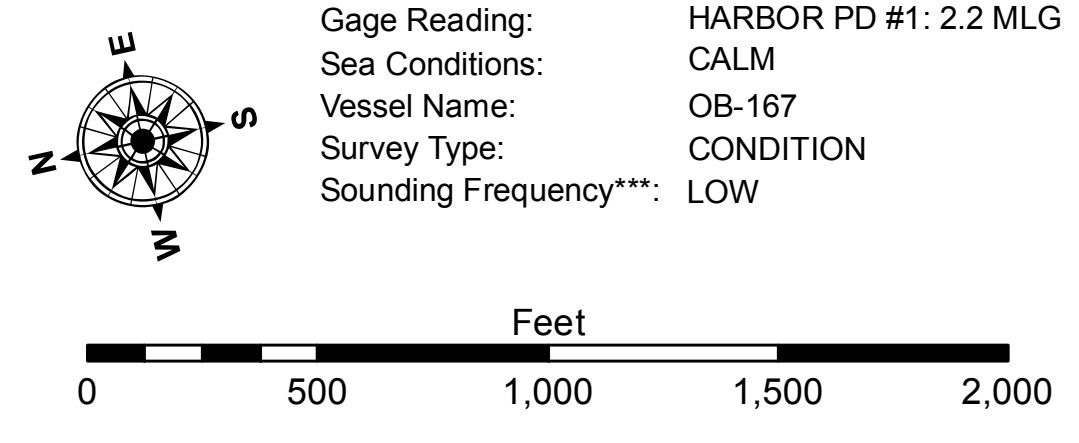 Gage Reading: HARBOR PD #1: 2.2 MLG
Sea Conditions: CALM
Vessel Name: OB-167
Survey Type: CONDITION
Sounding Frequency***: LOW
E
S
N
W
Feet
0 500 1,000 1,500 2,000